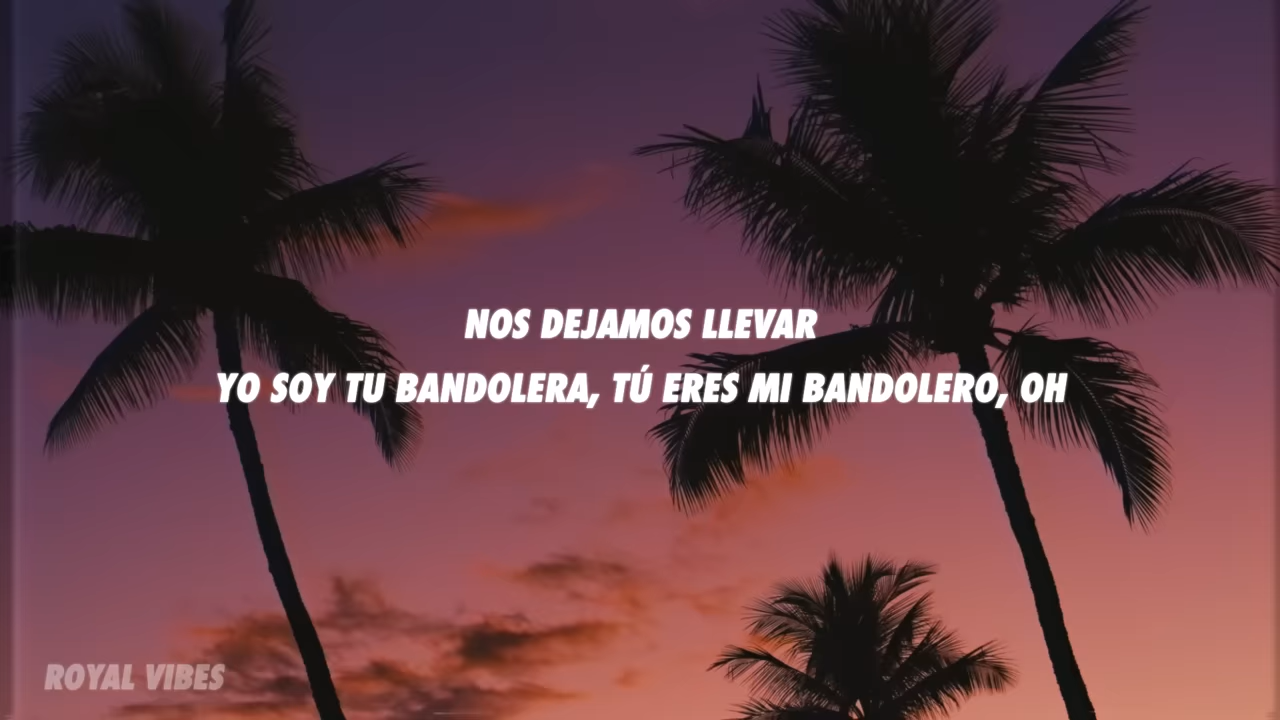 NOS DEJAMOS LLEVAR
YO SOY TU BANDOLERA, TÚ ERES MI BANDOLERO, OH
ROYAL VIBES